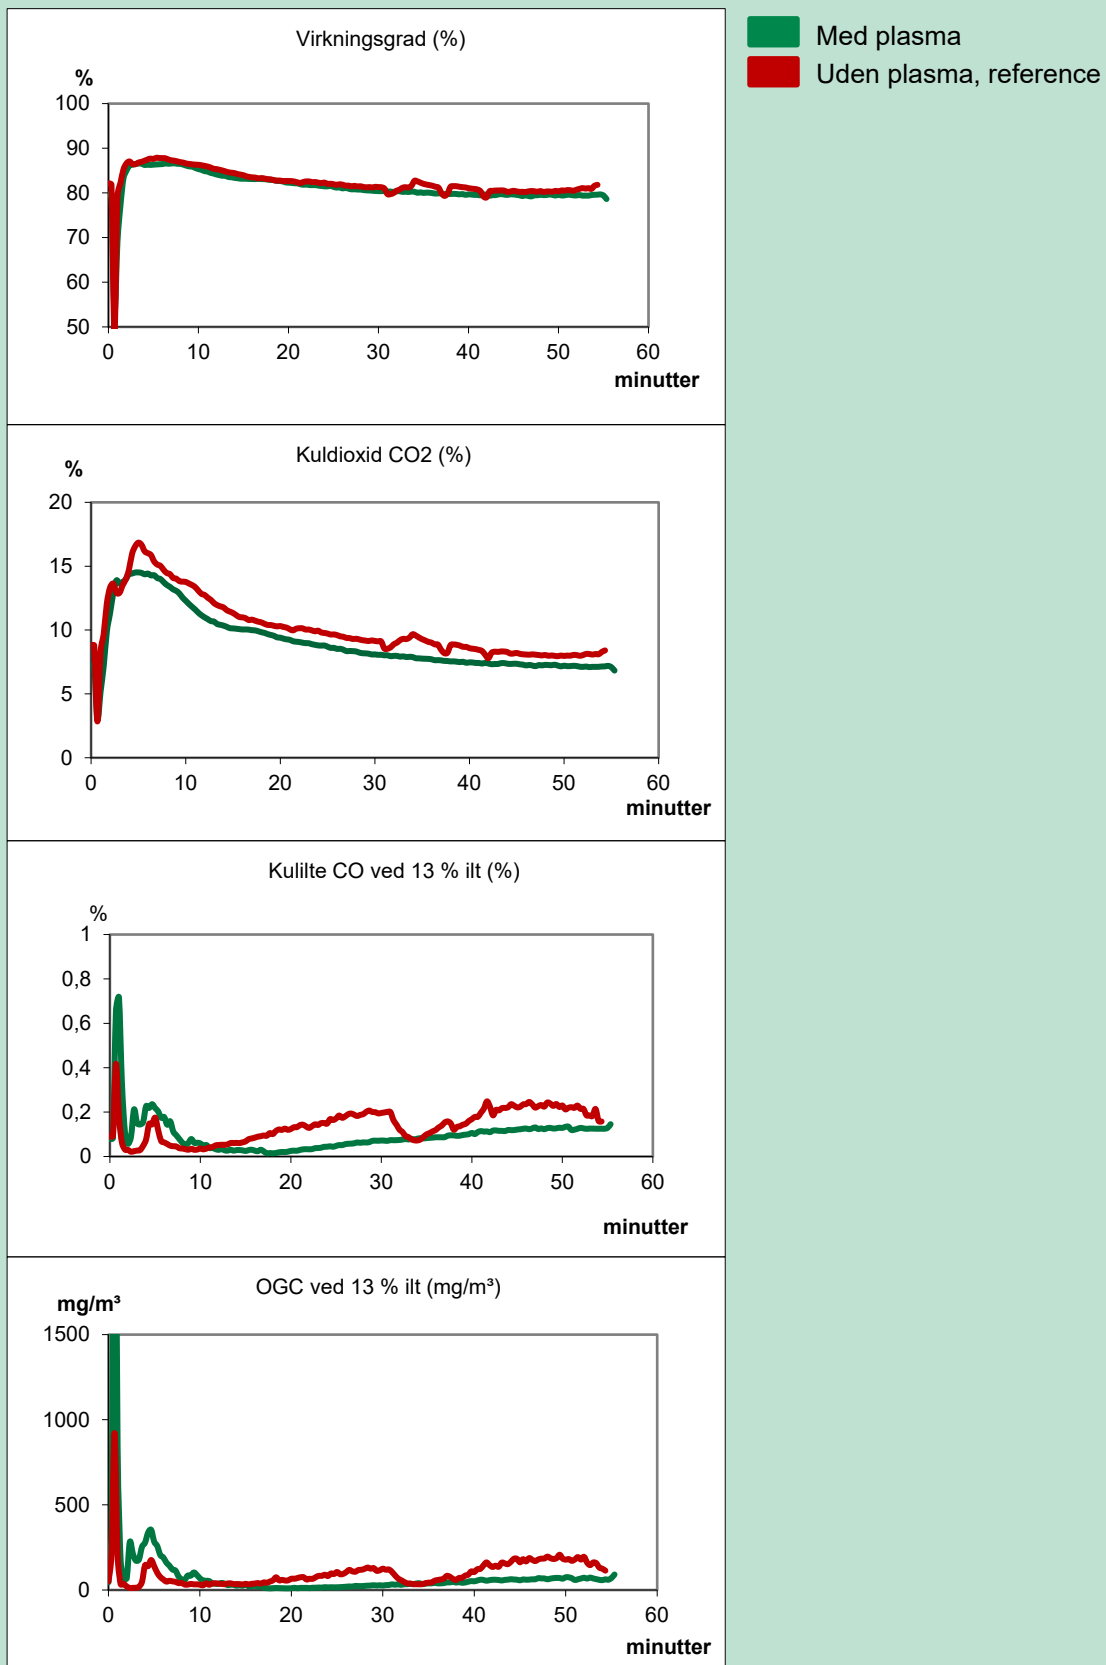 Virkningsgrad (%)
%
100
90
80
70
60
50
0 10 20 30 40 50 60
minutter
Med plasma
Uden plasma, reference
Kuldioxid CO2 (%)
%
20
15
10
5
0
0 10 20 30 40 50 60
minutter
Kulilte CO ved 13 % ilt (%)
%
1
0,8
0,6
0,4
0,2
0
0 10 20 30 40 50 60
minutter
OGC ved 13 % ilt (mg/m³)
mg/m³
1500
1000
500
0
0 10 20 30 40 50 60
minutter